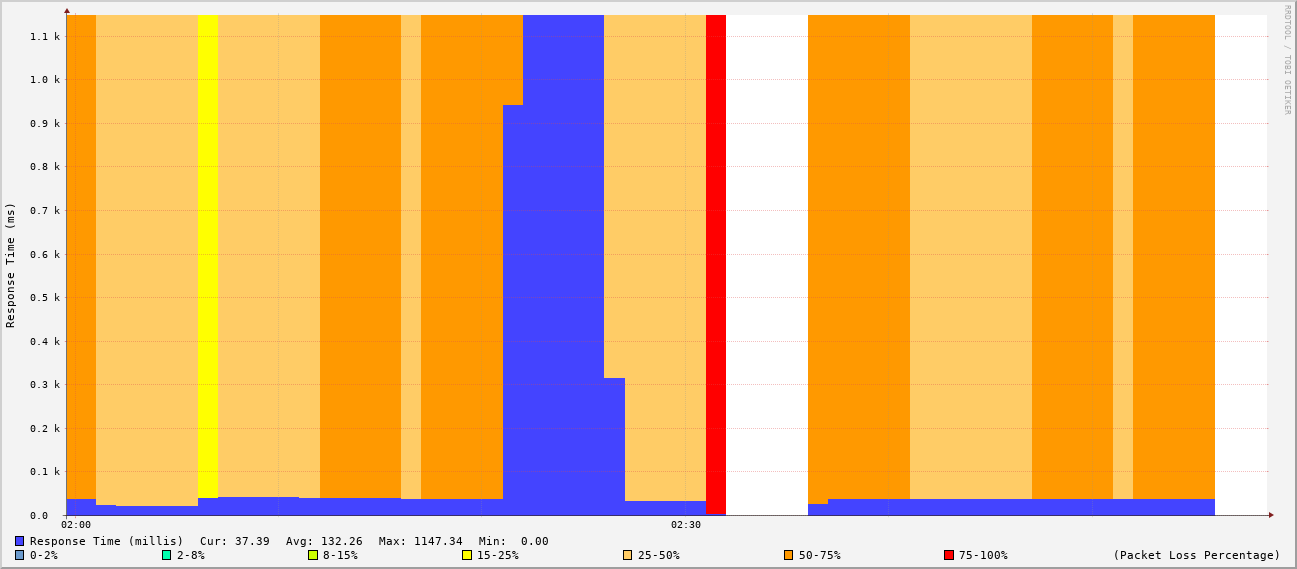 RRDTOOL / TOBI OETIKER
Response Time (ms)
1.1 k
1.0 k
0.9 k
0.8 k
0.7 k
0.6 k
0.5 k
0.4 k
0.3 k
0.2 k
0.1 k
0.0
02:00 02:30
Response Time (millis) Cur: 37.39 Avg: 132.26 Max: 1147.34 Min: 0.00
0-2% 2-8% 8-15% 15-25% 25-50% 50-75% 75-100% (Packet Loss Percentage)